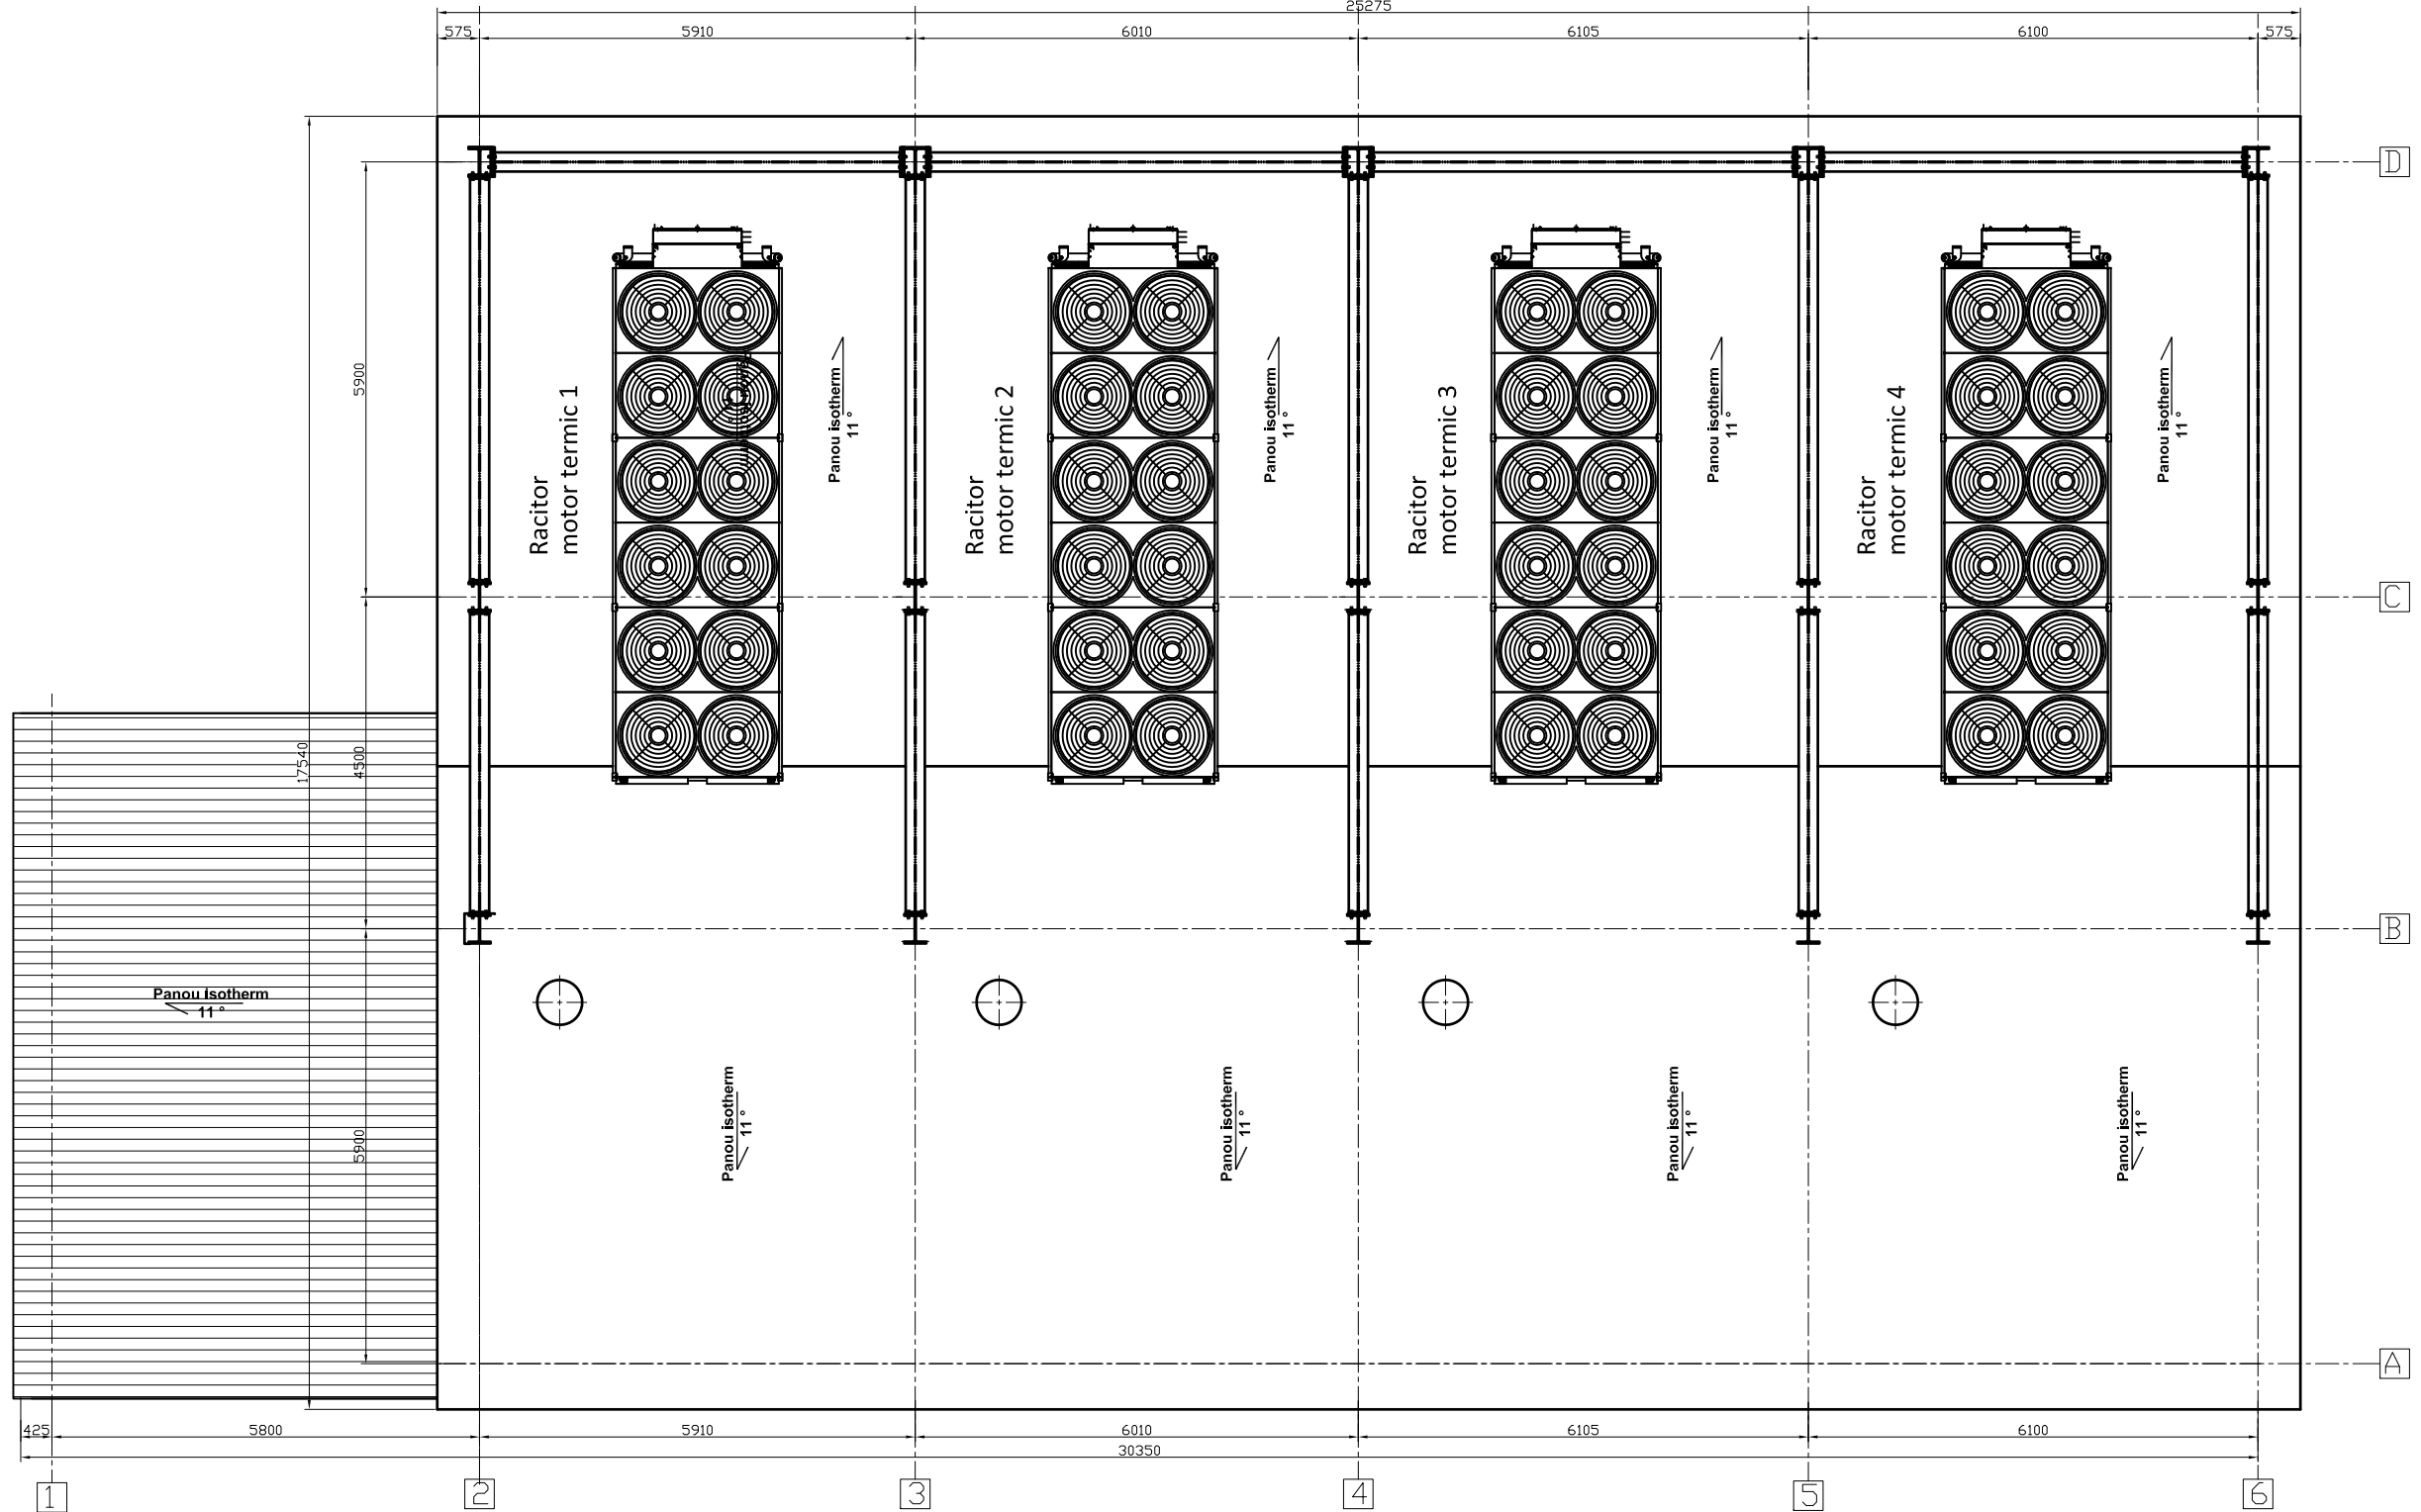 25275
575
5910
6010
6105
6100
575
D
5900
Racitor
motor termic 1
Panou isotherm
11 °
Racitor
motor termic 2
Panou isotherm
11 °
Racitor
motor termic 3
Panou isotherm
11 °
Racitor
motor termic 4
Panou isotherm
11 °
C
17540
4500
B
Panou isotherm
11 °
5900
Panou isotherm
11 °
Panou isotherm
11 °
Panou isotherm
11 °
Panou isotherm
11 °
A
425
5800
5910
6010
6105
6100
30350
1
2
3
4
5
6